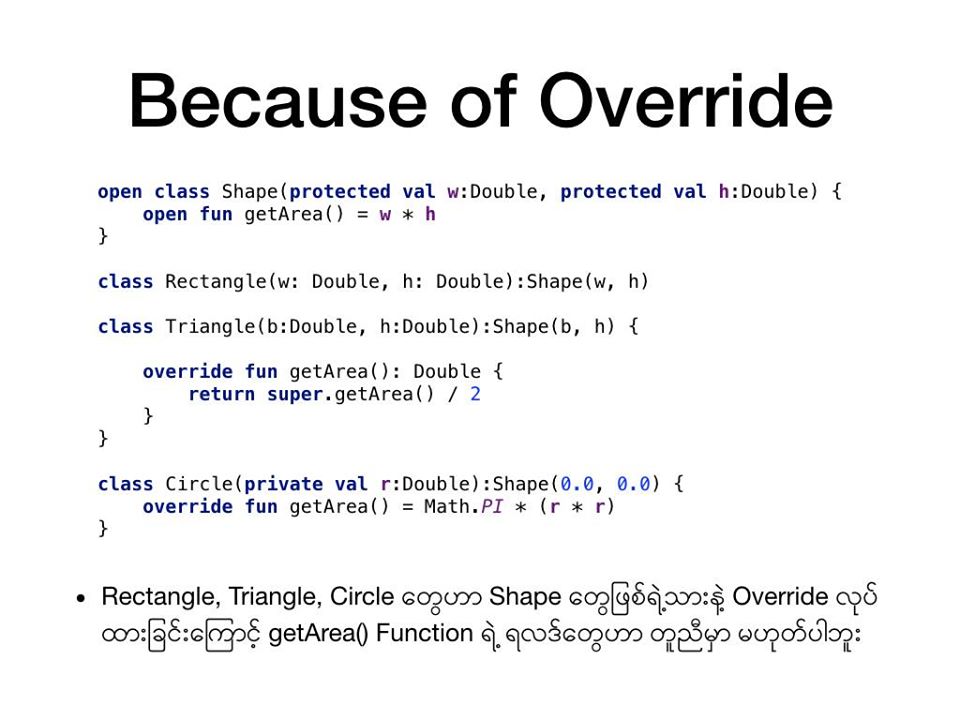 Because of Override
open class Shape(protected val w:Double, protected val h:Double) {
    open fun getArea() = w * h
}
class Rectangle(w: Double, h: Double):Shape(w, h)
class Triangle(b:Double, h:Double):Shape(b, h) {
    override fun getArea(): Double {
        return super.getArea() / 2
    }
}
class Circle(private val r:Double):Shape(0.0, 0.0) {
    override fun getArea() = Math.PI * (r * r)
}
• Rectangle, Triangle, Circle တွေဟာ Shape တွေဖြစ်ရဲ့သားနဲ့ Override လုပ်
ထားခြင်းကြောင့် getArea() Function ရဲ့ ရလဒ်တွေဟာ တူညီမှာ မဟုတ်ပါဘူး